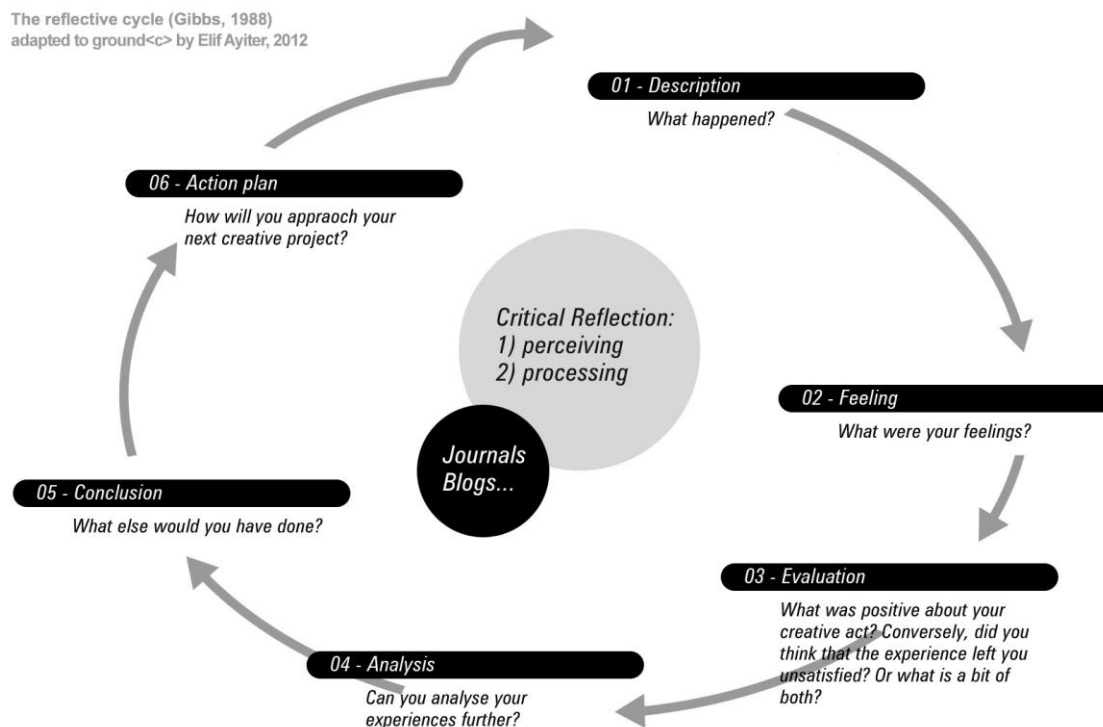 The reflective cycle (Gibbs, 1988)
adapted to ground<c> by Elif Ayiter, 2012
01 - Description
What happened?
02 - Feeling
What were your feelings?
03 - Evaluation
What was positive about your
creative act? Conversely, did you
think that the experience left you
unsatisfied? Or what is a bit of
both?
04 - Analysis
Can you analyse your
experiences further?
05 - Conclusion
What else would you have done?
06 - Action plan
How will you appraoch your
next creative project?
Critical Reflection:
1) perceiving
2) processing
Journals
Blogs...